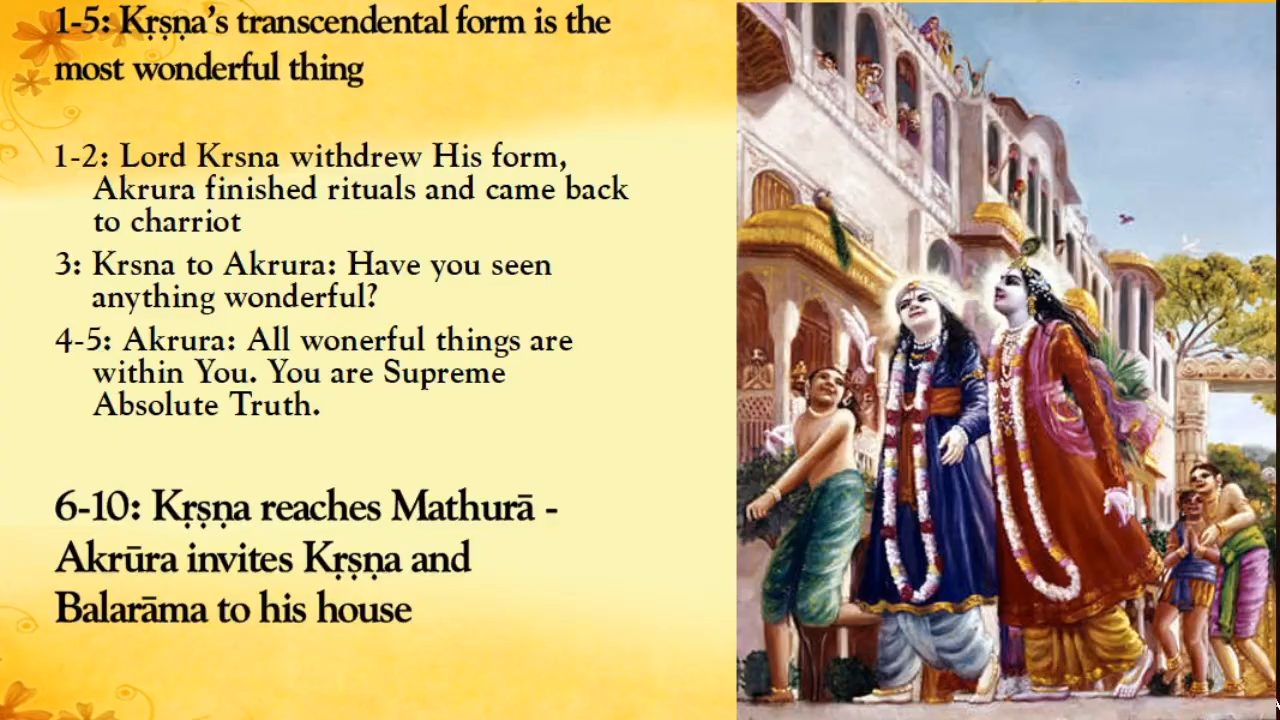 1-5: Kṛṣṇa's transcendental form is the
most wonderful thing
1-2: Lord Krsna withdrew His form,
Akrura finished rituals and came back
to charriot
3: Krsna to Akrura: Have you seen
anything wonderful?
4-5: Akrura: All wonerful things are
within You. You are Supreme
Absolute Truth.
6-10: Kṛṣṇa reaches Mathurā -
Akrūra invites Kṛṣṇa and
Balarāma to his house